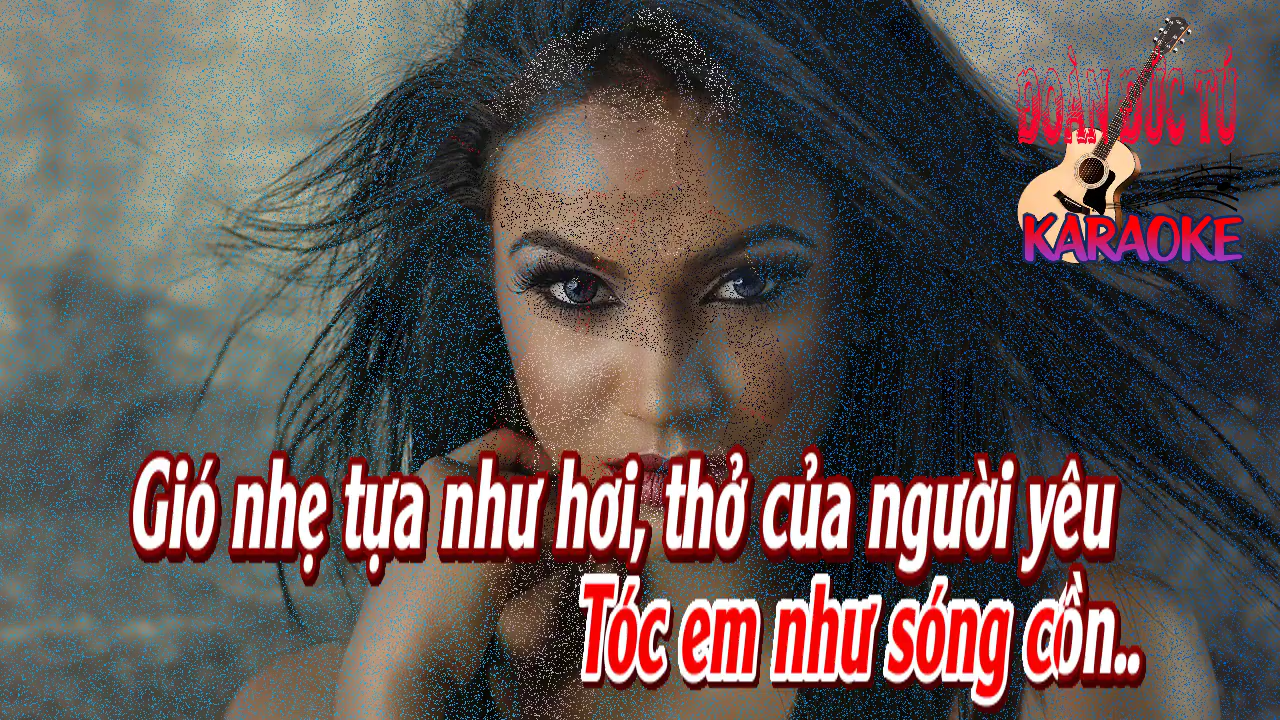 ĐOÀN ĐỨC TÚ
KARAOKE
Gió nhẹ tựa như hơi, thở của người yêu
Tóc em như sóng cồn..